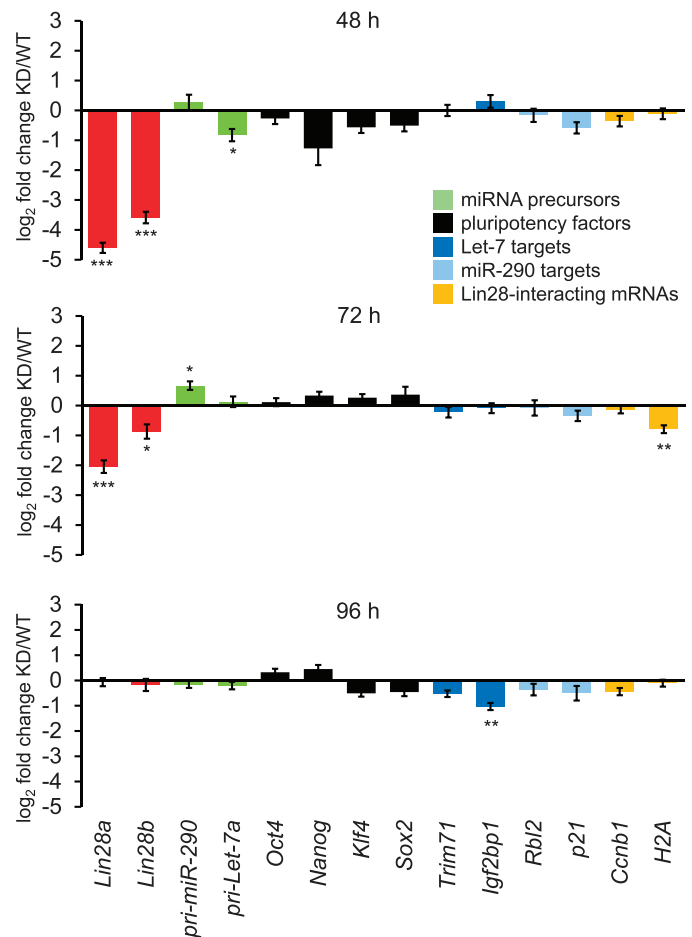 48 h
3
2
1
0
-1
-2
-3
-4
-5
log2 fold change KD/WT
*
***
***
miRNA precursors
pluripotency factors
Let-7 targets
miR-290 targets
Lin28-interacting mRNAs
72 h
3
2
1
0
-1
-2
-3
-4
-5
log2 fold change KD/WT
*
*
**
***
96 h
3
2
1
0
-1
-2
-3
-4
-5
log2 fold change KD/WT
**
Lin28a
Lin28b
pri-miR-290
pri-Let-7a
Oct4
Nanog
Klf4
Sox2
Trim71
Igf2bp1
Rbl2
p21
Ccnb1
H2A